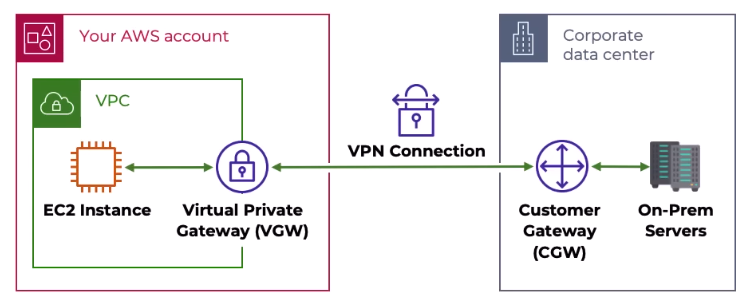 Your AWS account
VPC
EC2 Instance
Virtual Private
Gateway (VGW)
VPN Connection
Corporate
data center
Customer
Gateway
(CGW)
On-Prem
Servers